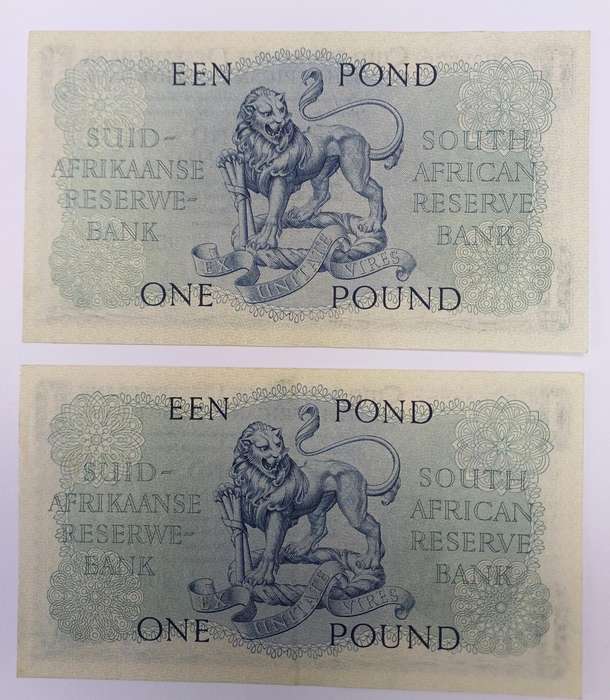 EEN POND
SUID-
AFRIKAANSE
RESERWE-
BANK
SOUTH
AFRICAN
RESERVE
BANK
EX UNITATE VIRES
ONE POUND
EEN POND
SUID-
AFRIKAANSE
RESERWE-
BANK
SOUTH
AFRICAN
RESERVE
BANK
EX UNITATE VIRES
ONE POUND